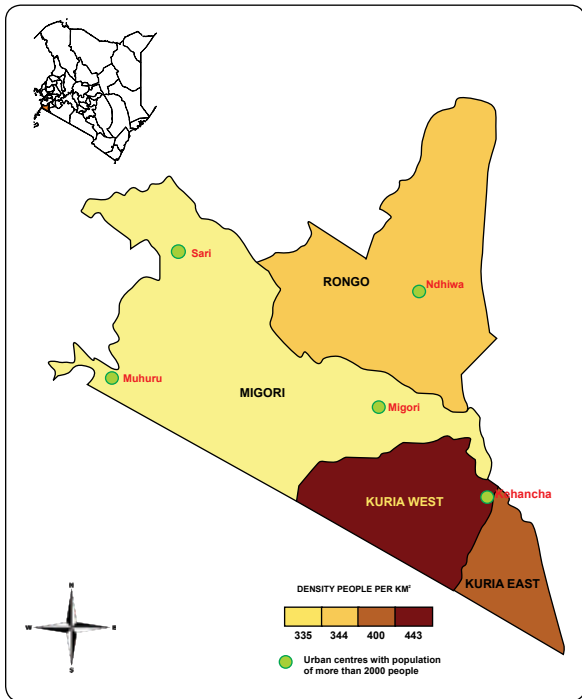 Sari
RONGO
Ndhiwa
Muhuru
MIGORI
Migori
KURIA WEST
Kehancha
KURIA EAST
N
W
E
S
DENSITY PEOPLE PER KM²
335 344 400 443
Urban centres with population
of more than 2000 people